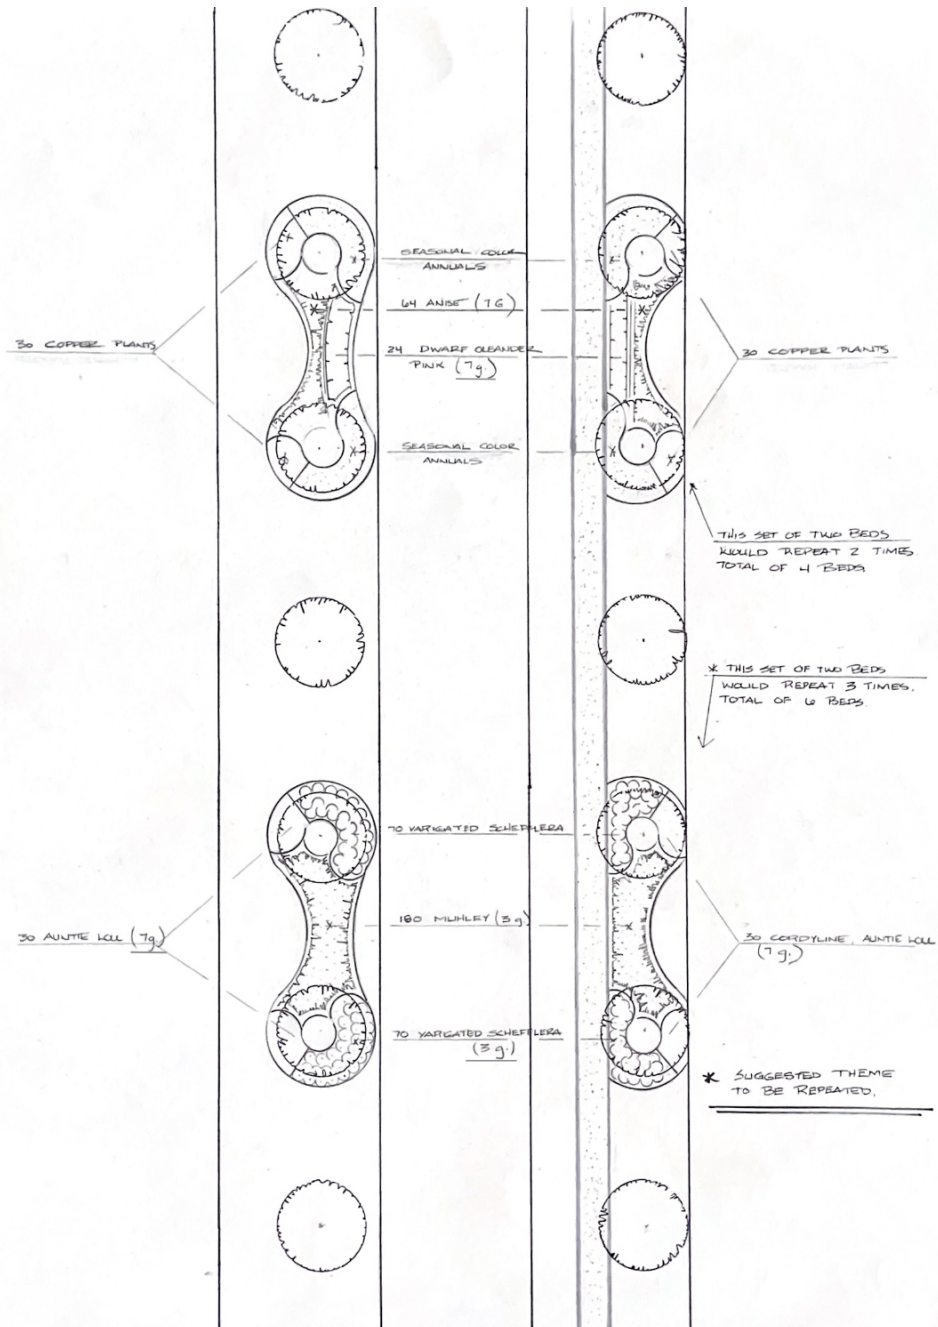 SEASONAL COLOR
ANNUALS
64 ANISE (7G)
30 COPPER PLANTS
24 DWARF OLEANDER
PINK (7g.)
30 COPPER PLANTS
SEASONAL COLOR
ANNUALS
THIS SET OF TWO BEDS
WOULD REPEAT 2 TIMES
TOTAL OF 4 BEDS
* THIS SET OF TWO BEDS
WOULD REPEAT 3 TIMES.
TOTAL OF 6 BEDS.
70 VARIGATED SCHEFFLERA
180 MUHLEY (3g)
30 AUNTIE LOU (7g)
30 CORDYLINE, AUNTIE LOU
(7g.)
70 VARIGATED SCHEFFLERA
(3g.)
* SUGGESTED THEME
TO BE REPEATED.